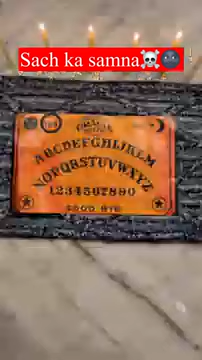 Sach ka samna☠️🌚
ABCDEFGHIJKLM
NOPQRSTUVWXYZ
1234567890
GOOD BYE